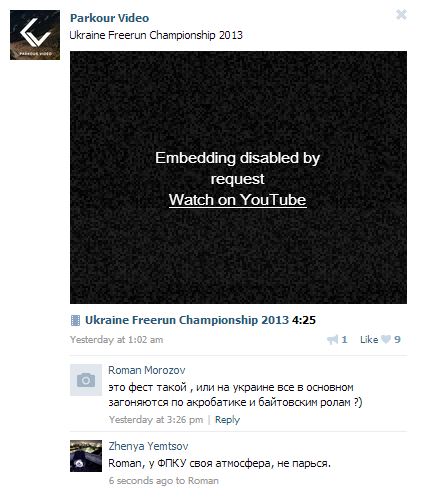 Parkour Video
Ukraine Freerun Championship 2013
PARKOUR VIDEO
Embedding disabled by
request
Watch on YouTube
Ukraine Freerun Championship 2013 4:25
Yesterday at 1:02 am 1 Like 9
Roman Morozov
это фест такой , или на украине все в основном
загоняются по акробатике и байтовским ролам ?)
Yesterday at 3:26 pm | Reply
Zhenya Yemtsov
Roman, у ФПКУ своя атмосфера, не парься.
6 seconds ago to Roman